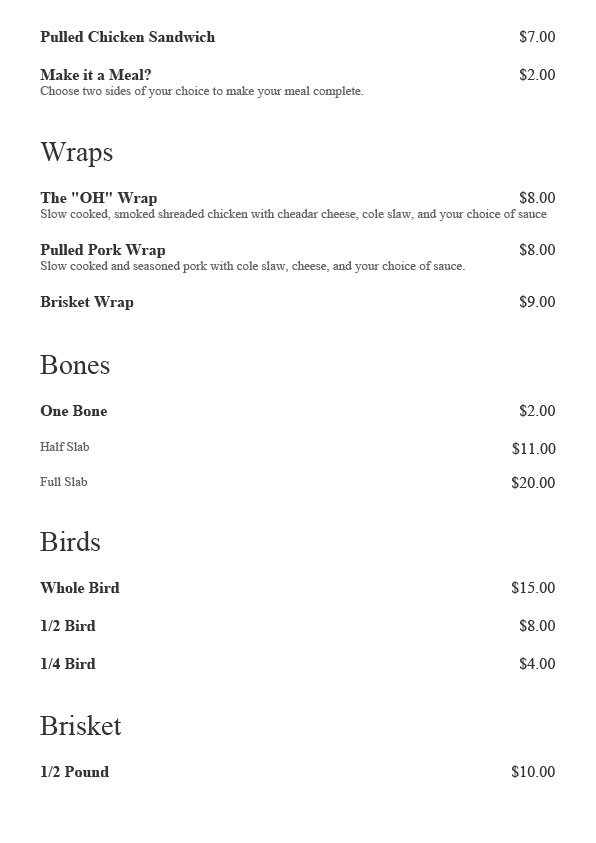 Pulled Chicken Sandwich $7.00
Make it a Meal? $2.00
Choose two sides of your choice to make your meal complete.
Wraps
The "OH" Wrap $8.00
Slow cooked, smoked shreaded chicken with cheadar cheese, cole slaw, and your choice of sauce
Pulled Pork Wrap $8.00
Slow cooked and seasoned pork with cole slaw, cheese, and your choice of sauce.
Brisket Wrap $9.00
Bones
One Bone $2.00
Half Slab $11.00
Full Slab $20.00
Birds
Whole Bird $15.00
1/2 Bird $8.00
1/4 Bird $4.00
Brisket
1/2 Pound $10.00